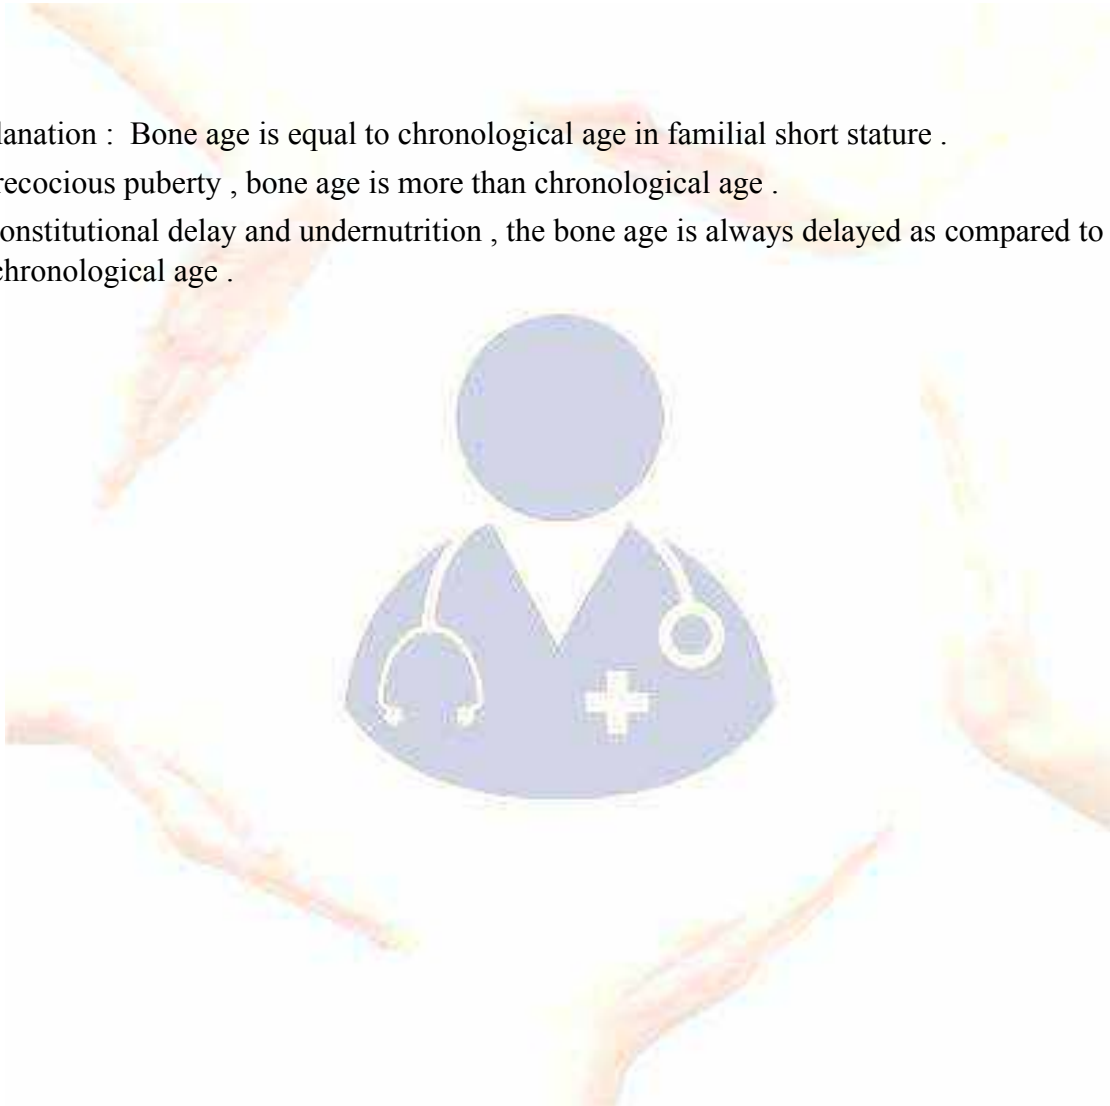 lanation : Bone age is equal to chronological age in familial short stature .
recocious puberty , bone age is more than chronological age .
onstitutional delay and undernutrition , the bone age is always delayed as compared to
chronological age .